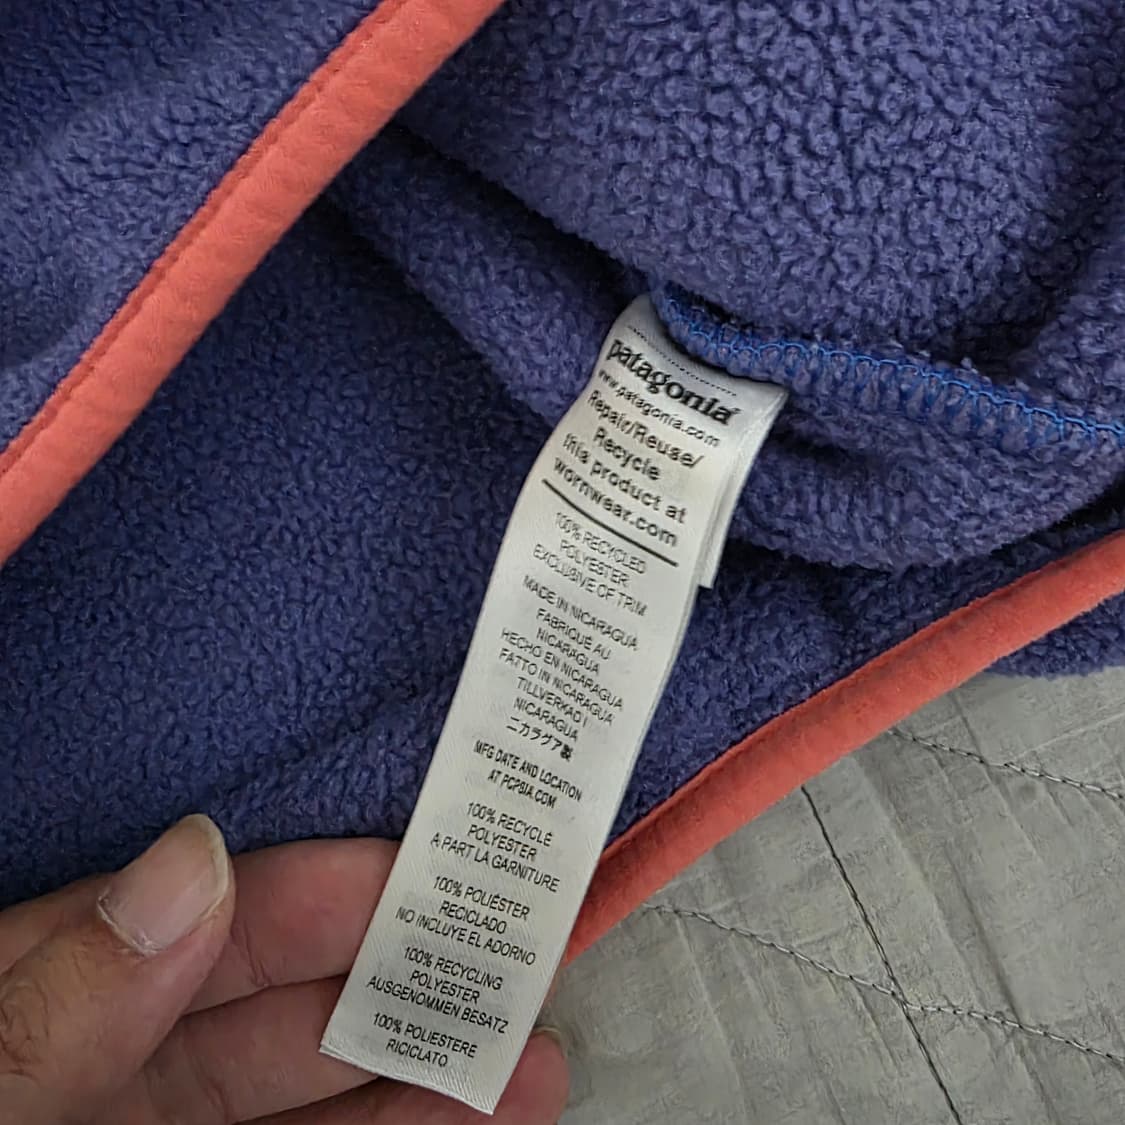 patagonia
www.patagonia.com
Repair/Reuse/
Recycle
this product at
wornwear.com
100% RECYCLED
POLYESTER
EXCLUSIVE OF TRIM
MADE IN NICARAGUA
FABRIQUÉ AU
NICARAGUA
HECHO EN NICARAGUA
FATTO IN NICARAGUA
TILLVERKAD I
NICARAGUA
ニカラグア製
MFG DATE AND LOCATION
AT PCPSIA.COM
100% RECYCLÉ
POLYESTER
A PART LA GARNITURE
100% POLIÉSTER
RECICLADO
NO INCLUYE EL ADORNO
100% RECYCLING
POLYESTER
AUSGENOMMEN BESATZ
100% POLIESTERE
RICICLATO